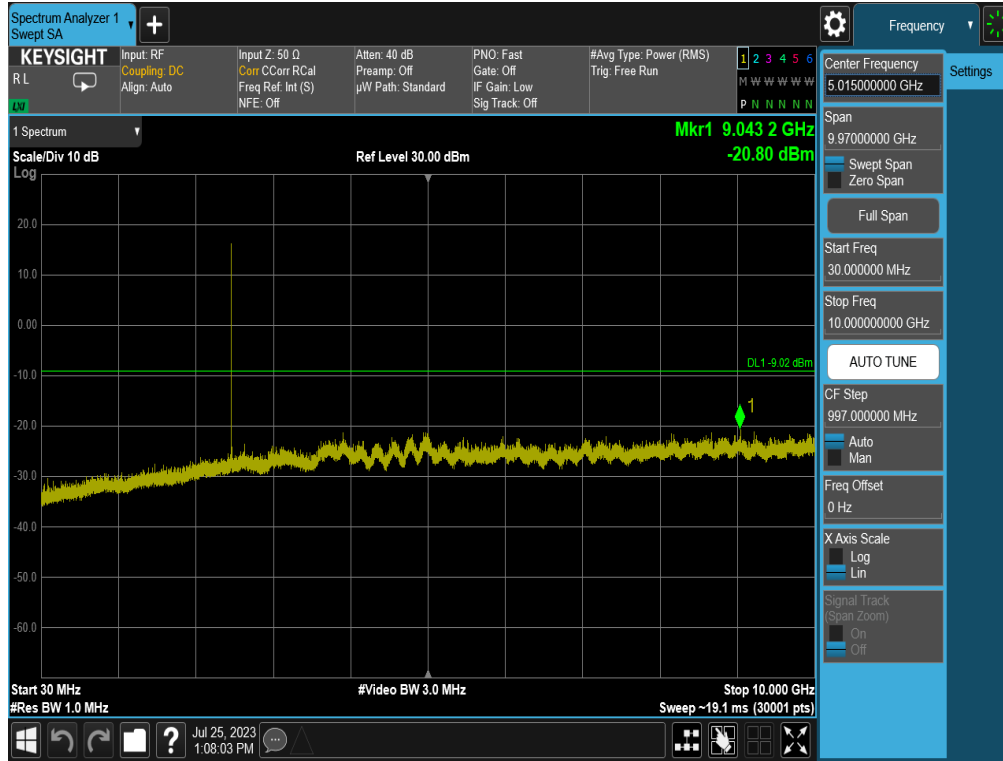 Spectrum Analyzer 1
Swept SA
+
Frequency
KEYSIGHT
R L
LXI
Input: RF
Coupling: DC
Align: Auto
Input Z: 50 Ω
Corr CCorr RCal
Freq Ref: Int (S)
NFE: Off
Atten: 40 dB
Preamp: Off
µW Path: Standard
PNO: Fast
Gate: Off
IF Gain: Low
Sig Track: Off
#Avg Type: Power (RMS)
Trig: Free Run
1 2 3 4 5 6
M W W W W W
P N N N N N
1 Spectrum
Mkr1 9.043 2 GHz
Scale/Div 10 dB
Ref Level 30.00 dBm
-20.80 dBm
Log
20.0
10.0
0.00
DL1 -9.02 dBm
-10.0
1
-20.0
-30.0
-40.0
-50.0
-60.0
Start 30 MHz
#Video BW 3.0 MHz
Stop 10.000 GHz
#Res BW 1.0 MHz
Sweep ~19.1 ms (30001 pts)
?
Jul 25, 2023
1:08:03 PM
Settings
Center Frequency
5.015000000 GHz
Span
9.97000000 GHz
Swept Span
Zero Span
Full Span
Start Freq
30.000000 MHz
Stop Freq
10.000000000 GHz
AUTO TUNE
CF Step
997.000000 MHz
Auto
Man
Freq Offset
0 Hz
X Axis Scale
Log
Lin
Signal Track
(Span Zoom)
On
Off